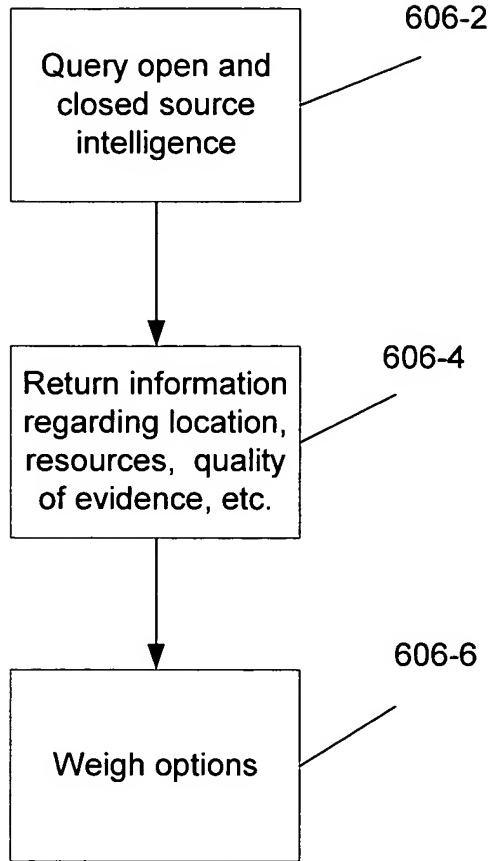 606-2
Query open and
closed source
intelligence
606-4
Return information
regarding location,
resources, quality
of evidence, etc.
606-6
Weigh options